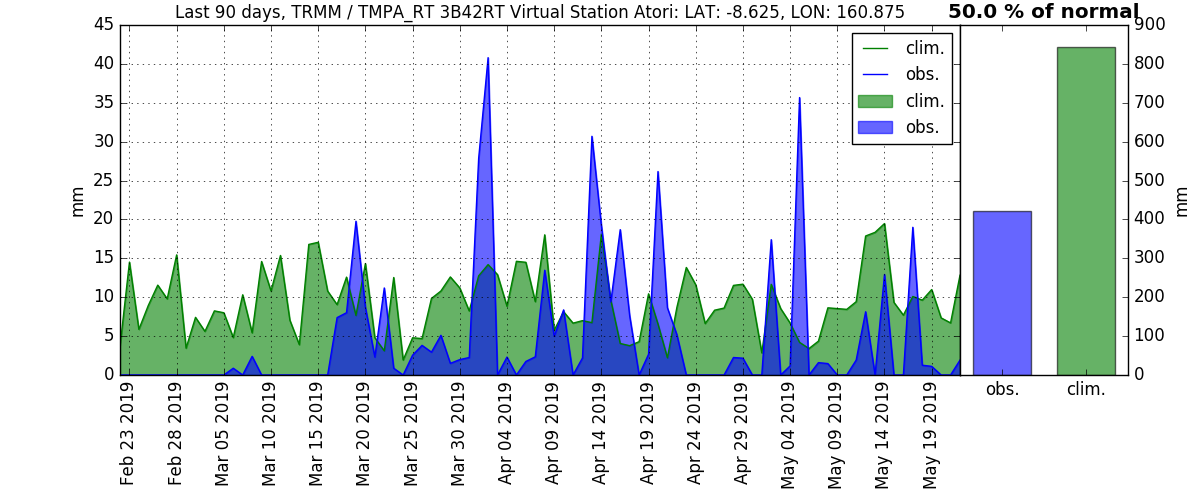 Last 90 days, TRMM / TMPA_RT 3B42RT Virtual Station Atori: LAT: -8.625, LON: 160.875
50.0 % of normal
45
40
35
30
25
20
15
10
5
0
mm
clim.
obs.
clim.
obs.
900
800
700
600
500
400
300
200
100
0
mm
Feb 23 2019
Feb 28 2019
Mar 05 2019
Mar 10 2019
Mar 15 2019
Mar 20 2019
Mar 25 2019
Mar 30 2019
Apr 04 2019
Apr 09 2019
Apr 14 2019
Apr 19 2019
Apr 24 2019
Apr 29 2019
May 04 2019
May 09 2019
May 14 2019
May 19 2019
obs.
clim.